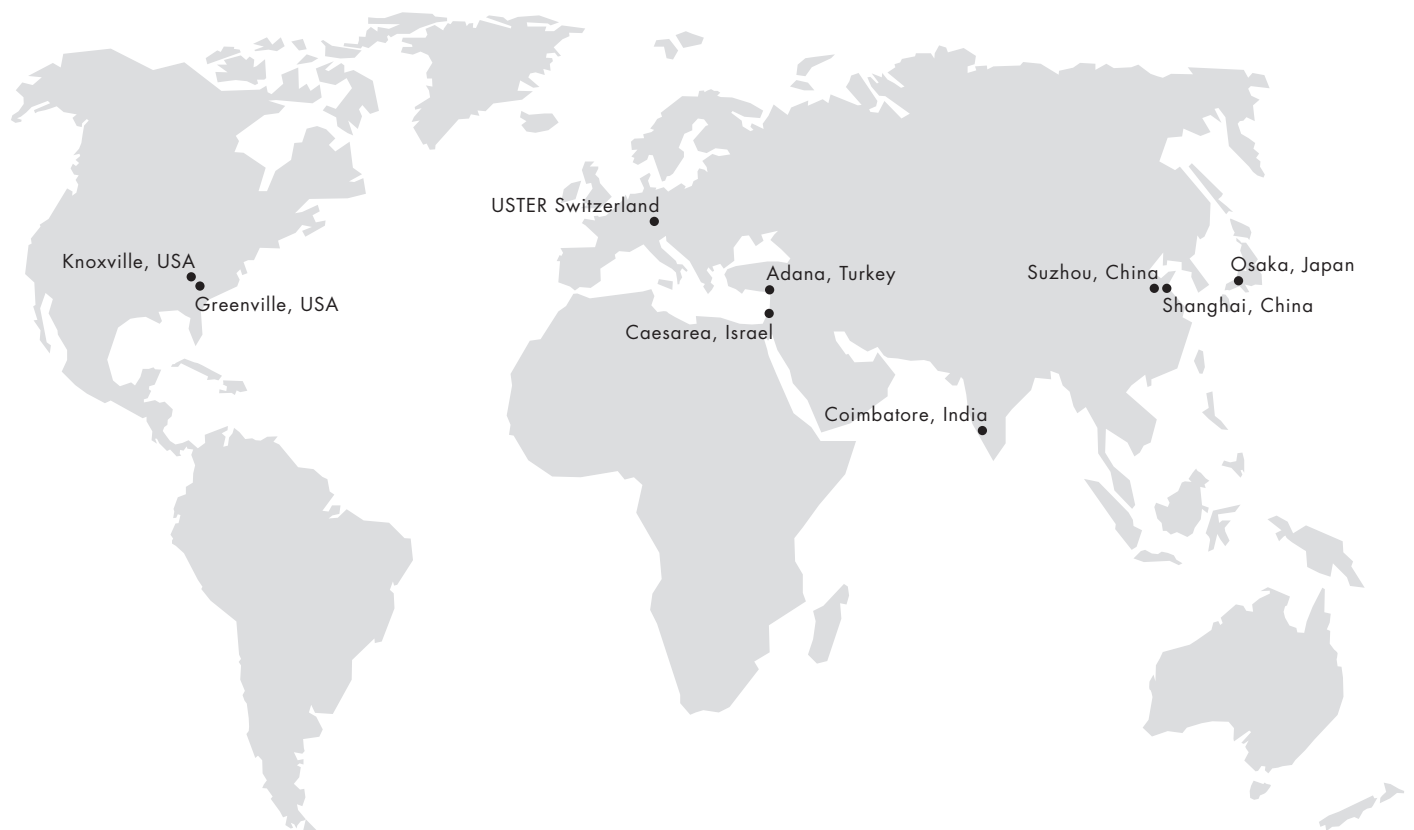 USTER Switzerland
Knoxville, USA
Greenville, USA
Adana, Turkey
Caesarea, Israel
Suzhou, China
Osaka, Japan
Shanghai, China
Coimbatore, India